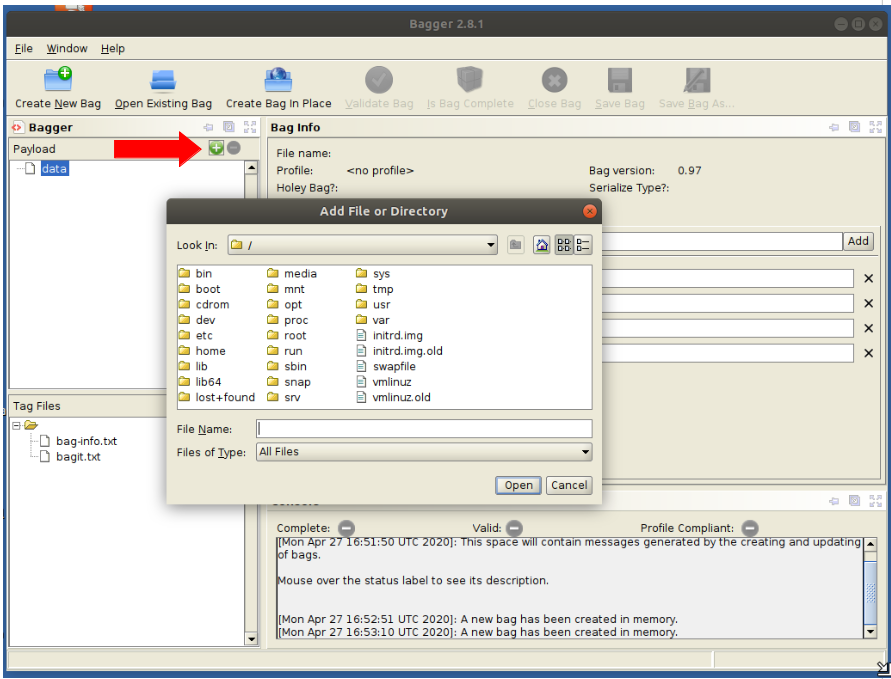 Bagger 2.8.1
File Window Help
Create New Bag Open Existing Bag Create Bag In Place Validate Bag Is Bag Complete Close Bag Save Bag Save Bag As...
Bagger
Payload
data
Bag Info
File name:
Profile: <no profile> Bag version: 0.97
Holey Bag?: Serialize Type?:
Add
Add File or Directory
Look In: /
bin media sys
boot mnt tmp
cdrom opt usr
dev proc var
etc root initrd.img
home run initrd.img.old
lib sbin swapfile
lib64 snap vmlinuz
lost+found srv vmlinuz.old
File Name:
Files of Type: All Files
Open Cancel
Tag Files
bag-info.txt
bagit.txt
Complete: Valid: Profile Compliant:
[Mon Apr 27 16:51:50 UTC 2020]: This space will contain messages generated by the creating and updating
of bags.
Mouse over the status label to see its description.
[Mon Apr 27 16:52:51 UTC 2020]: A new bag has been created in memory.
[Mon Apr 27 16:53:10 UTC 2020]: A new bag has been created in memory.